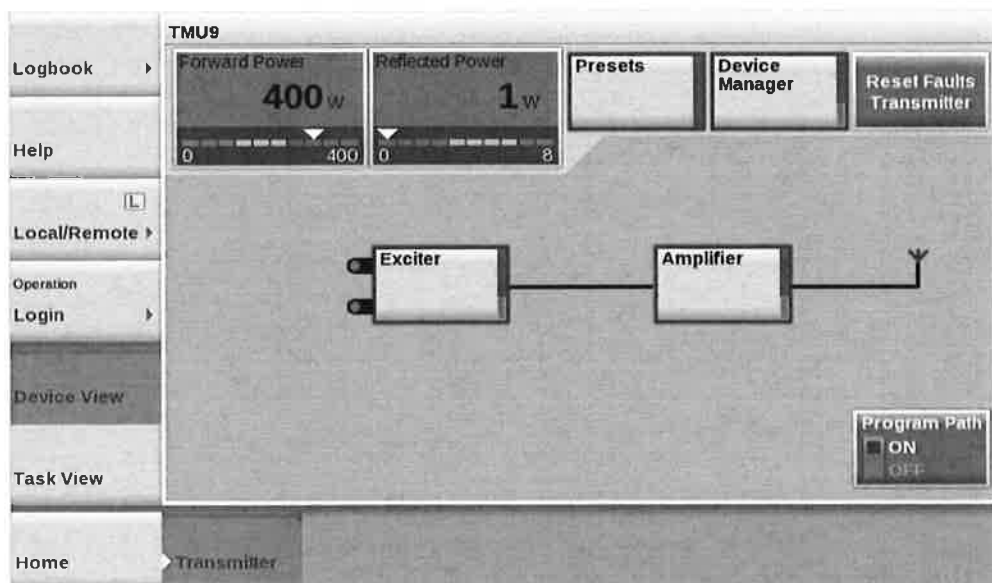 TMU9
Logbook
Help
L
Local/Remote
Operation
Login
Device View
Task View
Home
Forward Power
400 W
0 400
Reflected Power
1 W
0 8
Presets
Device
Manager
Reset Faults
Transmitter
Exciter
Amplifier
Program Path
ON
OFF
Transmitter